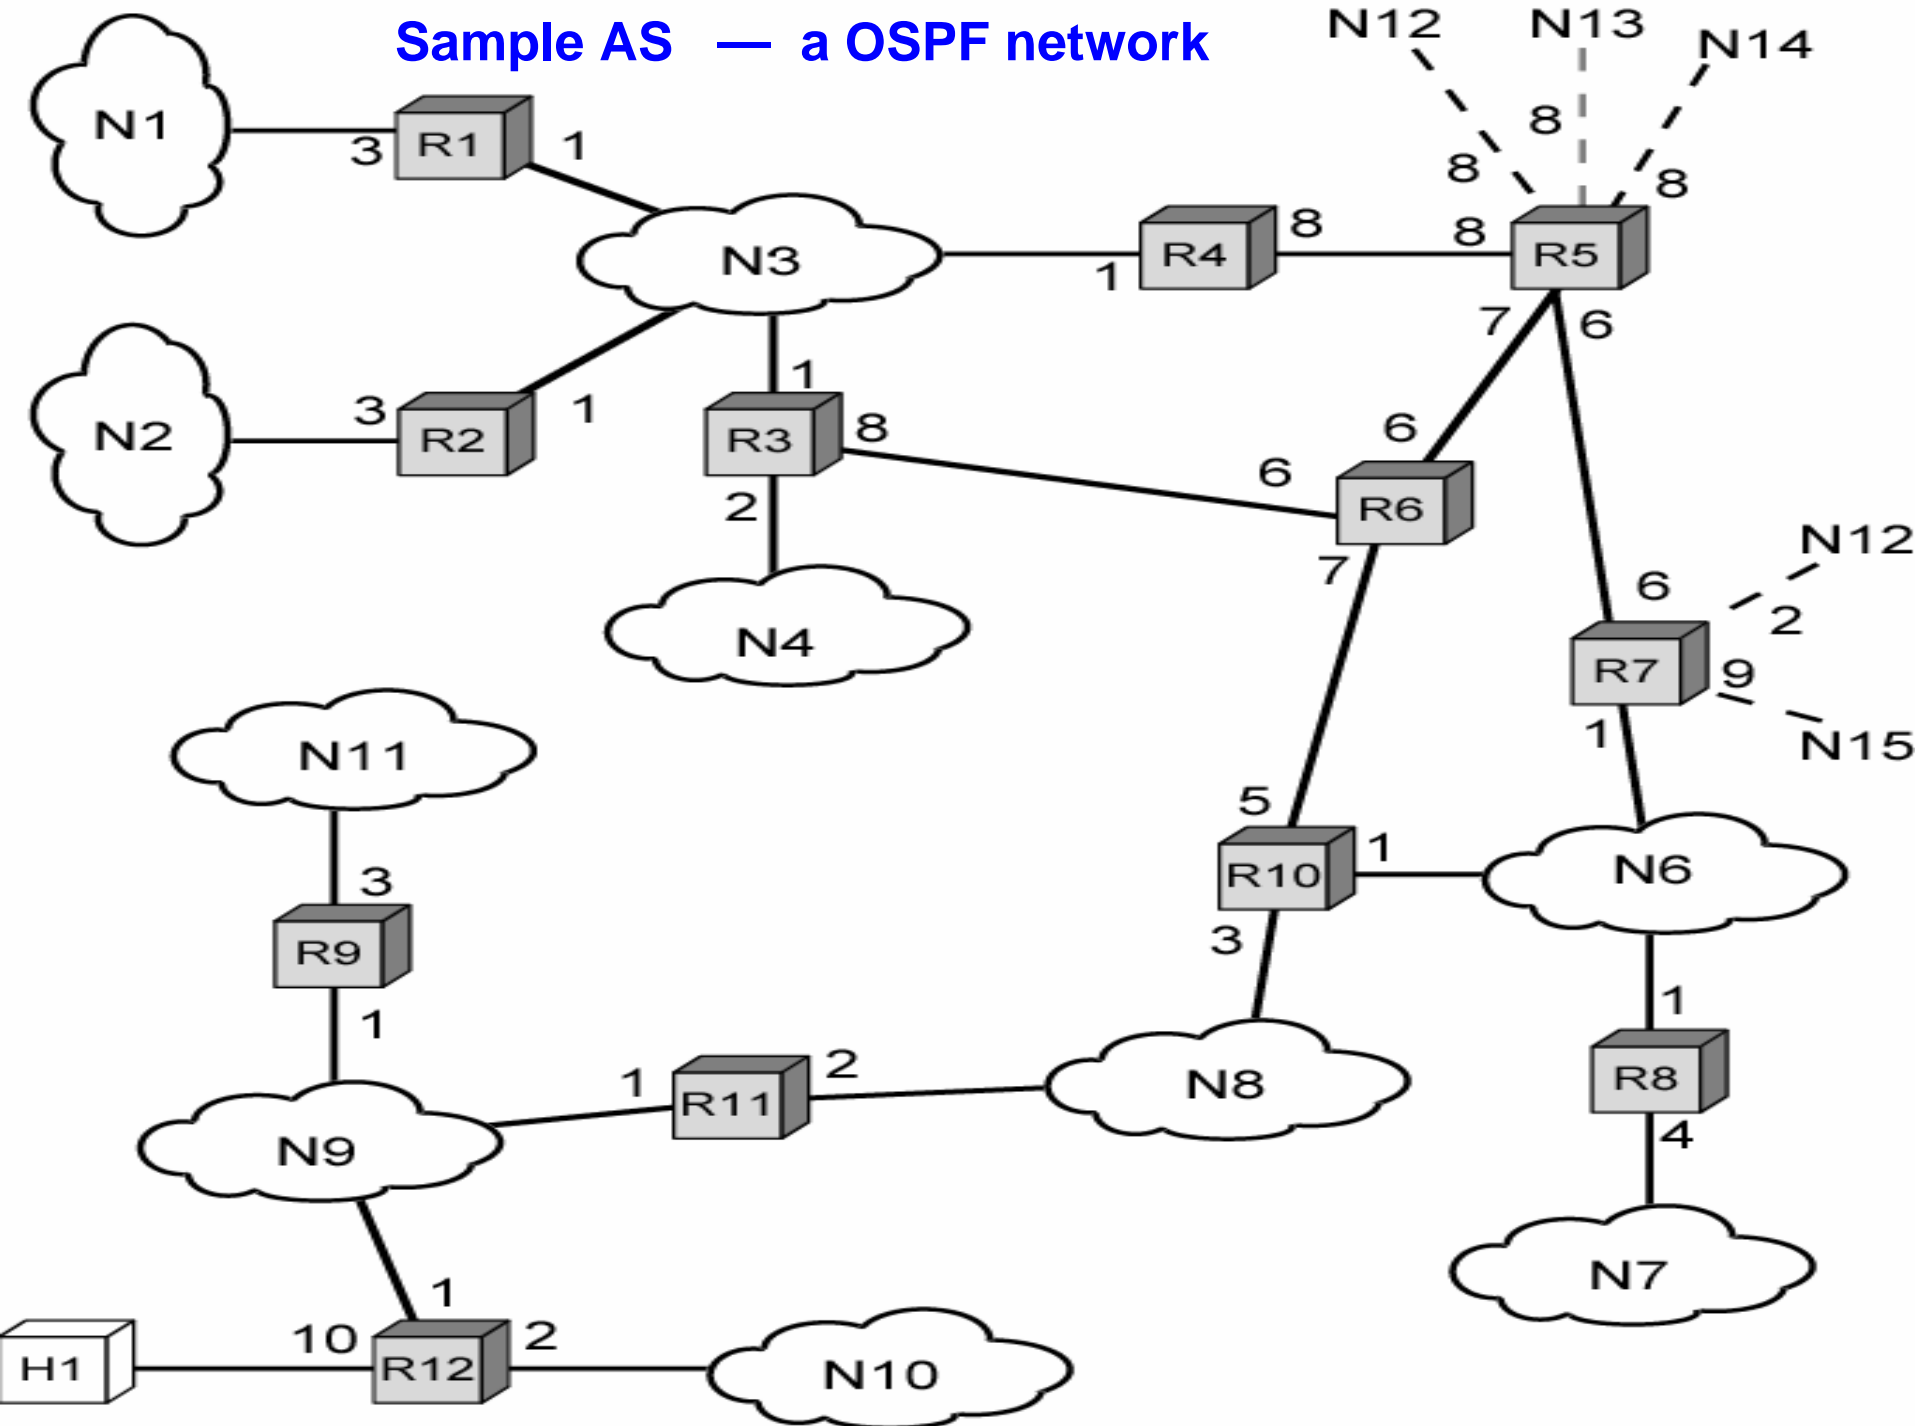 Sample AS — a OSPF network
N12
N13
N14
N1
3
R1
1
8
8
8
N3
1
R4
8
8
R5
7
6
N2
3
R2
1
1
R3
8
2
6
6
R6
7
N4
6
N12
2
R7
9
N15
1
N11
3
R9
1
5
R10
1
N6
3
1
R8
4
N9
1
R11
2
N8
N7
1
H1
10
R12
2
N10